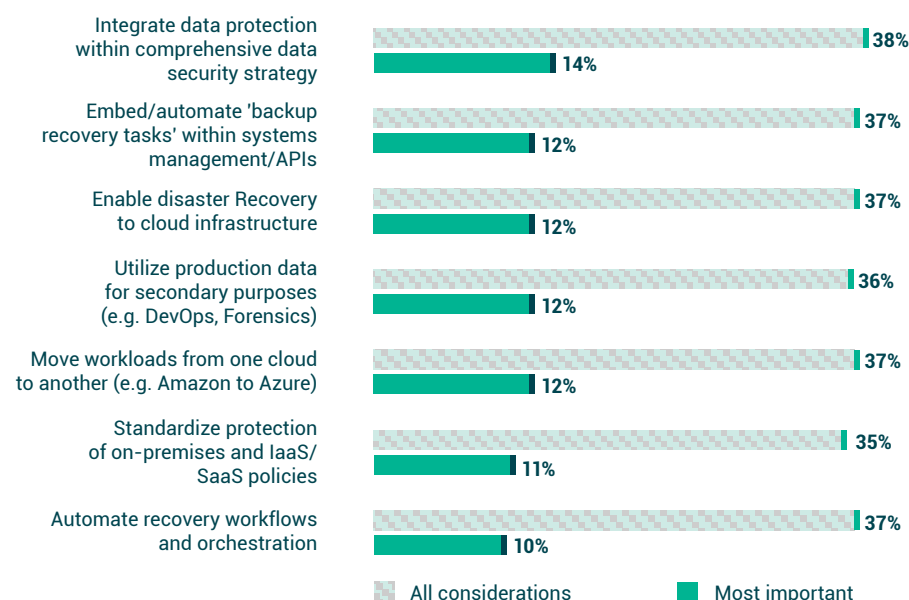 Integrate data protection
within comprehensive data
security strategy
38%
14%
Embed/automate 'backup
recovery tasks' within systems
management/APIs
37%
12%
Enable disaster Recovery
to cloud infrastructure
37%
12%
Utilize production data
for secondary purposes
(e.g. DevOps, Forensics)
36%
12%
Move workloads from one cloud
to another (e.g. Amazon to Azure)
37%
12%
Standardize protection
of on-premises and IaaS/
SaaS policies
35%
11%
Automate recovery workflows
and orchestration
37%
10%
All considerations
Most important